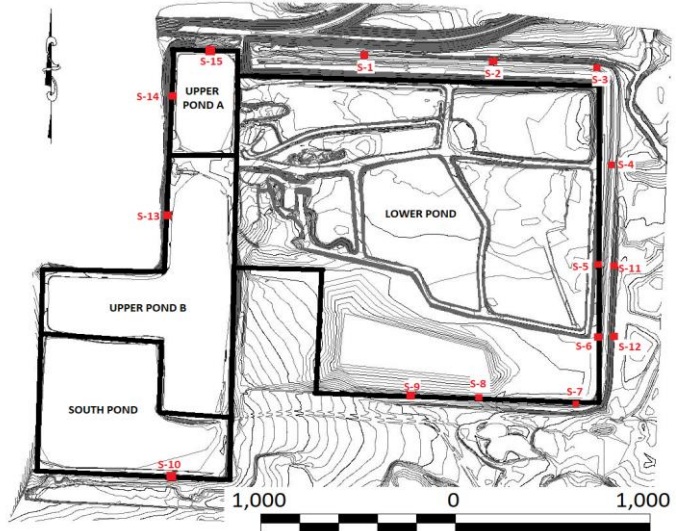 S-15
S-1
S-2
S-3
S-14
UPPER
POND A
S-4
S-13
LOWER POND
S-5
S-11
UPPER POND B
S-6
S-12
S-9
S-8
S-7
SOUTH POND
S-10
1,000
0
1,000